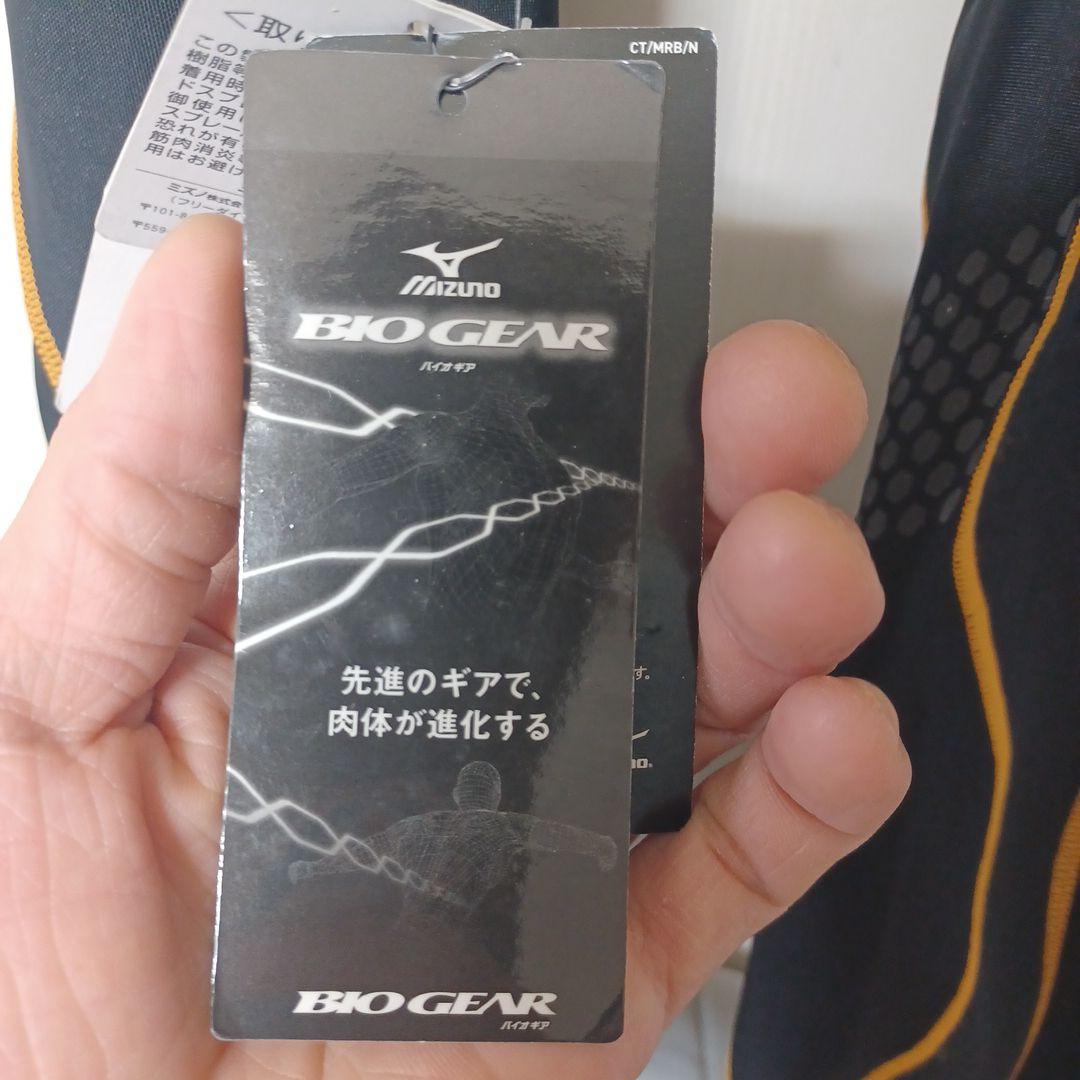 <取
この
樹脂
着用時
ドスプ
御使用
スプレー
恐れが有
筋肉消炎
用はお避け
ミズノ株式会
(フリーダイ
〒101-8
〒559-
CT/MRB/N
MIZUNO
BIO GEAR
バイオギア
先進のギアで、
肉体が進化する
す。
BIO GEAR
バイオギア